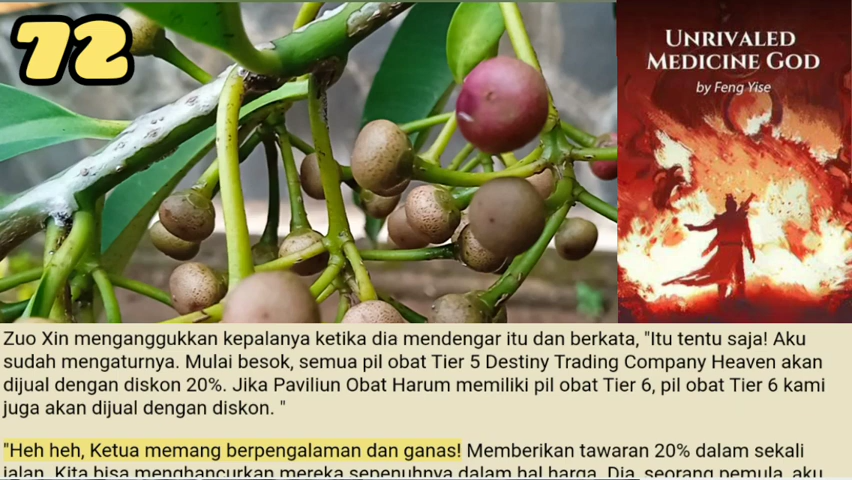 72
UNRIVALED
MEDICINE GOD
by Feng Yise
Zuo Xin menganggukkan kepalanya ketika dia mendengar itu dan berkata, "Itu tentu saja! Aku
sudah mengaturnya. Mulai besok, semua pil obat Tier 5 Destiny Trading Company Heaven akan
dijual dengan diskon 20%. Jika Paviliun Obat Harum memiliki pil obat Tier 6, pil obat Tier 6 kami
juga akan dijual dengan diskon. "
"Heh heh, Ketua memang berpengalaman dan ganas! Memberikan tawaran 20% dalam sekali
jalan. Kita bisa menghancurkan mereka sepenuhnya dalam hal harga. Dia, seorang pemula, aku